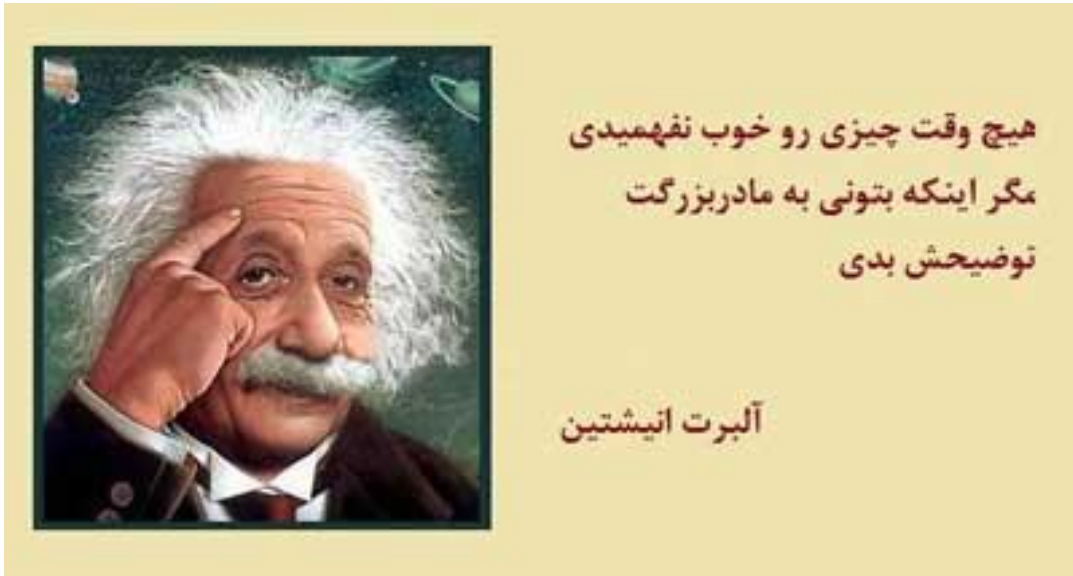 هیچ وقت چیزی رو خوب نفهمیدی
مگر اینکه بتونی به مادربزرگت
توضیحش بدی
آلبرت انیشتین